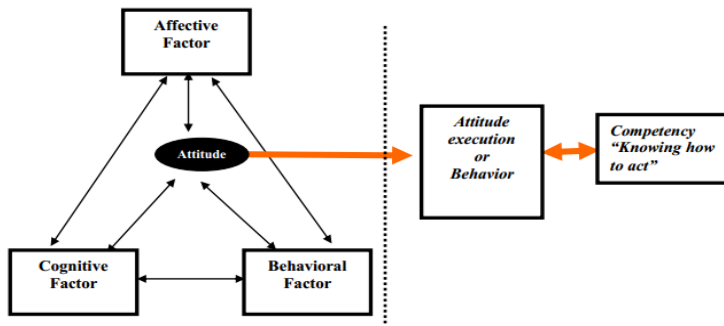 Affective
Factor
Attitude
Cognitive
Factor
Behavioral
Factor
Attitude
execution
or
Behavior
Competency
“Knowing how
to act”